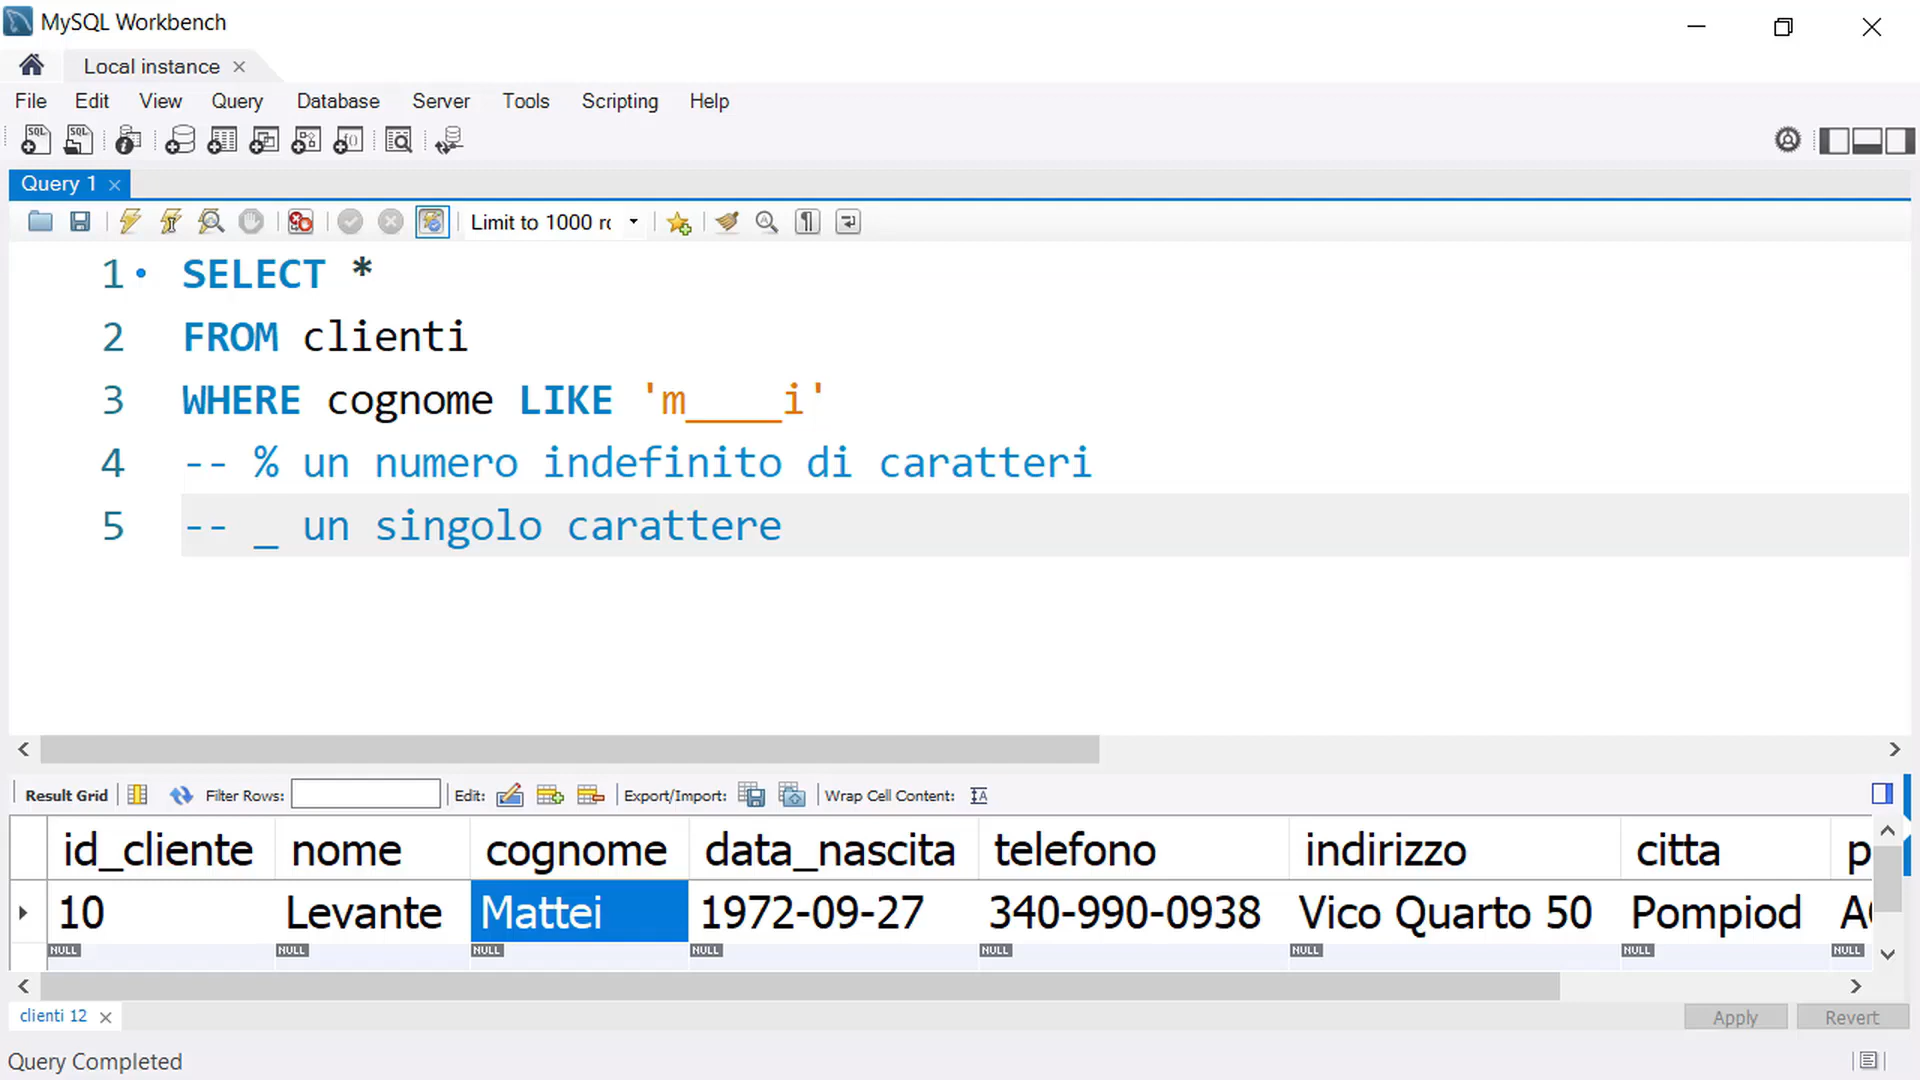 MySQL Workbench
Local instance
File Edit View Query Database Server Tools Scripting Help
Query 1
Limit to 1000 rc
1 SELECT *
2 FROM clienti
3 WHERE cognome LIKE 'm____i'
4 -- % un numero indefinito di caratteri
5 -- _ un singolo carattere
Result Grid Filter Rows: Edit: Export/Import: Wrap Cell Content:
id_cliente nome cognome data_nascita telefono indirizzo citta p
10 Levante Mattei 1972-09-27 340-990-0938 Vico Quarto 50 Pompiod A
NULL NULL NULL NULL NULL NULL NULL NULL
clienti 12 Apply Revert
Query Completed